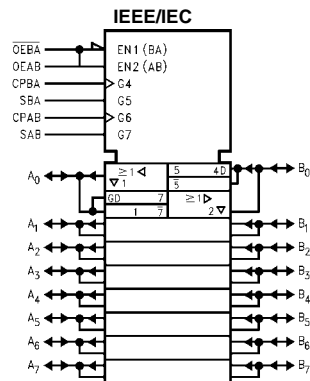 IEEE/IEC
OEBA EN1 (BA)
OEAB EN2 (AB)
CPBA G4
SBA G5
CPAB G6
SAB G7
A0 ≥1 5 4D B0
1 5
GD 7 ≥1
1 7 2
A1 B1
A2 B2
A3 B3
A4 B4
A5 B5
A6 B6
A7 B7